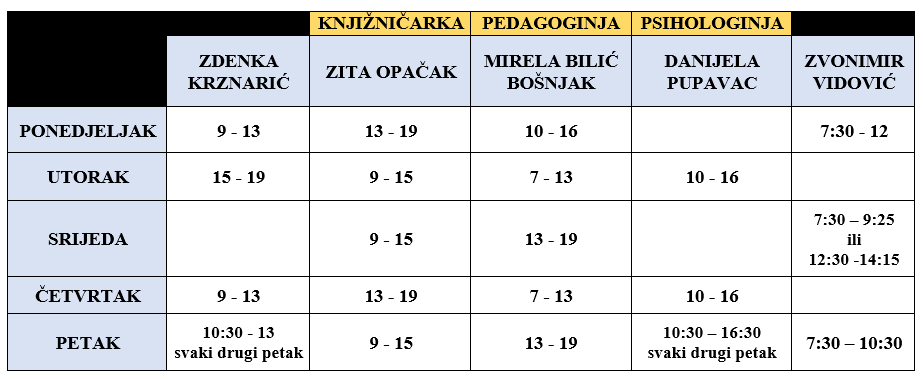 KNJIŽNIČARKA PEDAGOGINJA PSIHOLOGINJA
ZDENKA KRZNARIĆ ZITA OPAČAK MIRELA BILIĆ BOŠNJAK DANIJELA PUPAVAC ZVONIMIR VIDOVIĆ
PONEDJELJAK 9 - 13 13 - 19 10 - 16 7:30 - 12
UTORAK 15 - 19 9 - 15 7 - 13 10 - 16
SRIJEDA 9 - 15 13 - 19 7:30 – 9:25 ili 12:30 -14:15
ČETVRTAK 9 - 13 13 - 19 7 - 13 10 - 16
PETAK 10:30 - 13 svaki drugi petak 9 - 15 13 - 19 10:30 – 16:30 svaki drugi petak 7:30 – 10:30